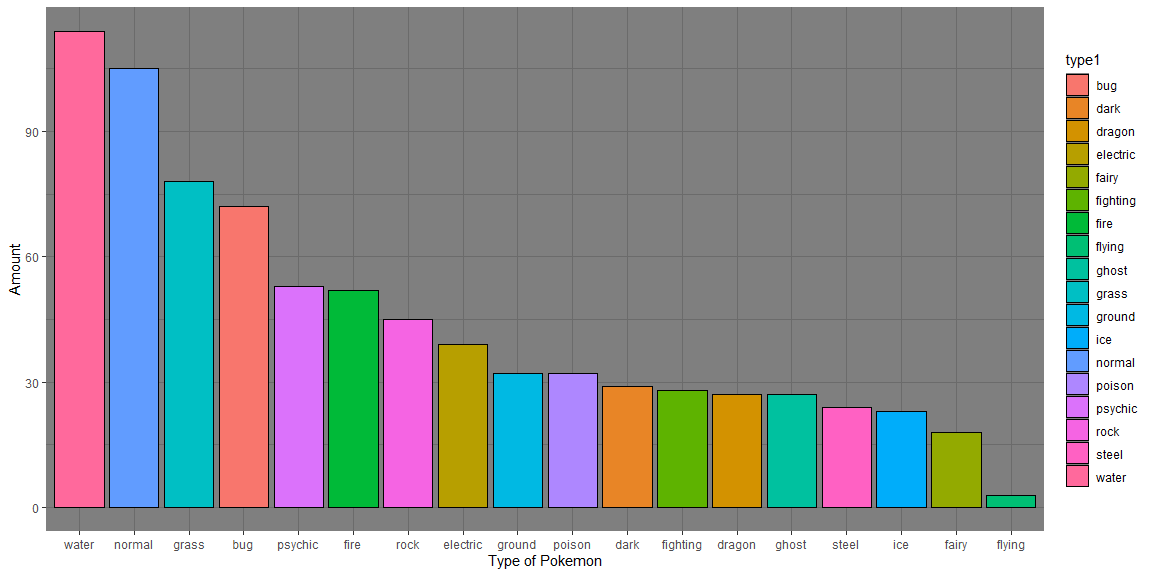 type1
bug
dark
dragon
electric
fairy
fighting
fire
flying
ghost
grass
ground
ice
normal
poison
psychic
rock
steel
water
Amount
90
60
30
0
water normal grass bug psychic fire rock electric ground poison dark fighting dragon ghost steel ice fairy flying
Type of Pokemon